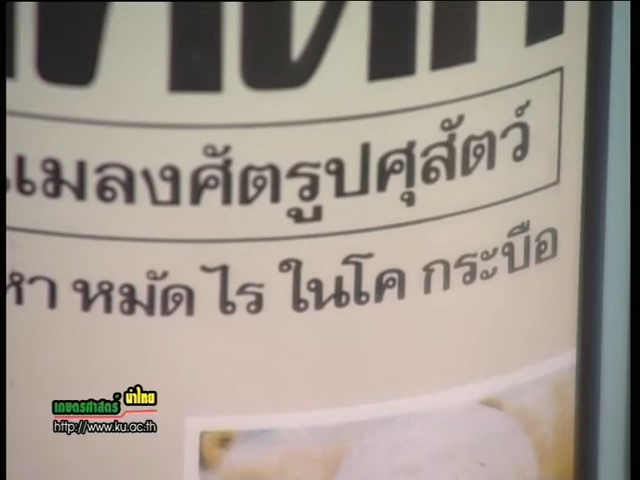 แมลงศัตรูปศุสัตว์
หมัด ไร ในโค กระบือ
เกษตรศาสตร์ นำไทย
http://www.ku.ac.th